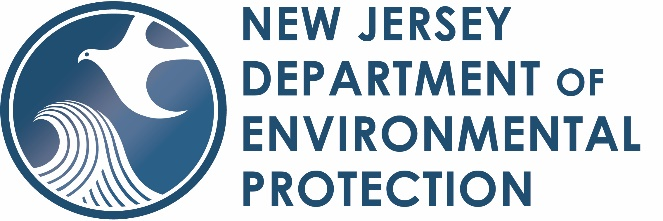 NEW JERSEY
DEPARTMENT OF
ENVIRONMENTAL
PROTECTION